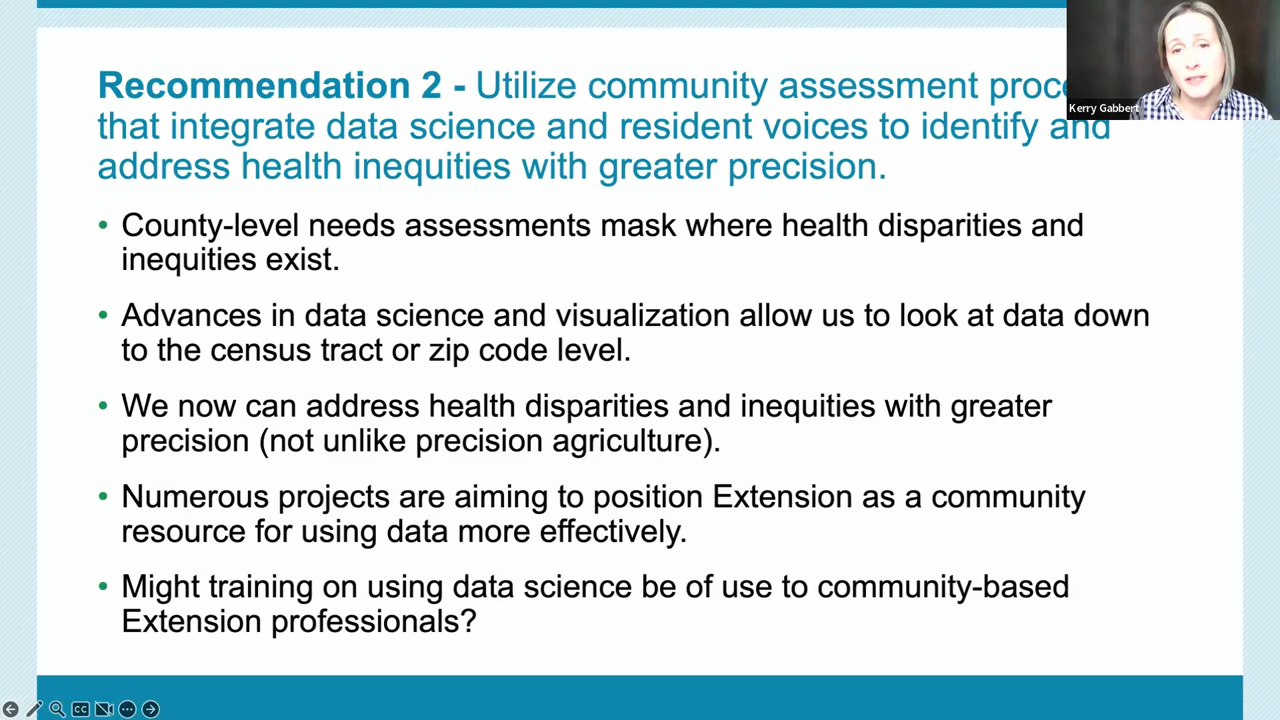 Recommendation 2 - Utilize community assessment
that integrate data science and resident voices to identify and
address health inequities with greater precision.
• County-level needs assessments mask where health disparities and
inequities exist.
• Advances in data science and visualization allow us to look at data down
to the census tract or zip code level.
• We now can address health disparities and inequities with greater
precision (not unlike precision agriculture).
• Numerous projects are aiming to position Extension as a community
resource for using data more effectively.
• Might training on using data science be of use to community-based
Extension professionals?
Kerry Gabbert
CC